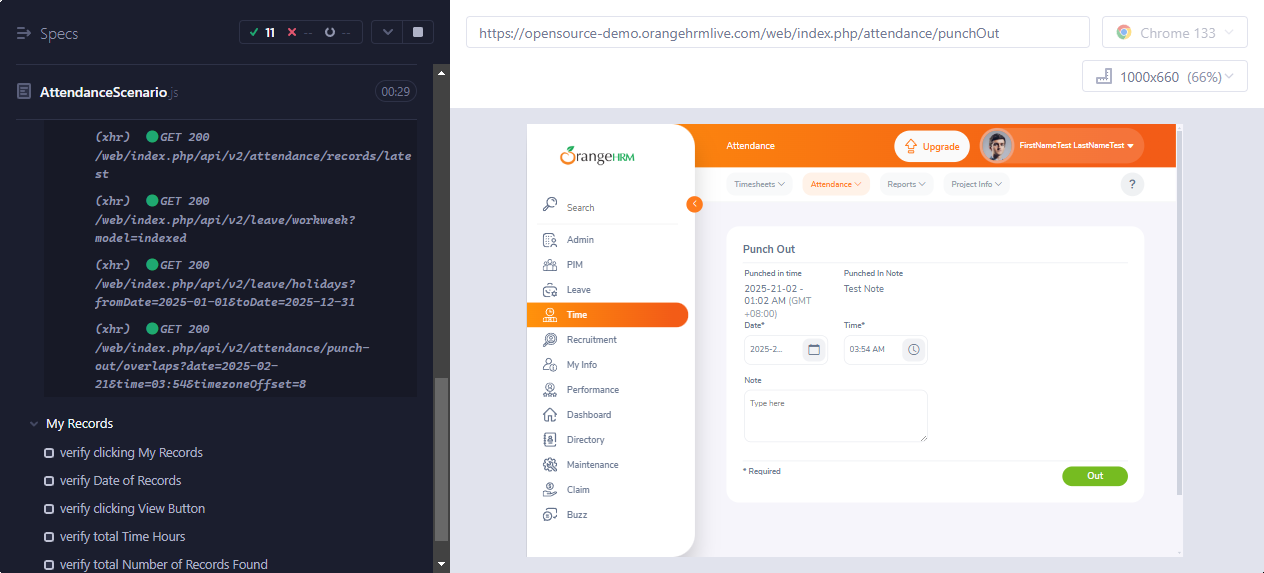 Specs
11
--
--
AttendanceScenario.js
00:29
(xhr) GET 200
/web/index.php/api/v2/attendance/records/late
st
(xhr) GET 200
/web/index.php/api/v2/leave/workweek?
model=indexed
(xhr) GET 200
/web/index.php/api/v2/leave/holidays?
fromDate=2025-01-01&toDate=2025-12-31
(xhr) GET 200
/web/index.php/api/v2/attendance/punch-
out/overlaps?date=2025-02-
21&time=03:54&timezoneOffset=8
My Records
verify clicking My Records
verify Date of Records
verify clicking View Button
verify total Time Hours
verify total Number of Records Found
https://opensource-demo.orangehrmlive.com/web/index.php/attendance/punchOut
Chrome 133
1000x660 (66%)
OrangeHRM
Search
Admin
PIM
Leave
Time
Recruitment
My Info
Performance
Dashboard
Directory
Maintenance
Claim
Buzz
Attendance
Upgrade
FirstNameTest LastNameTest
Timesheets
Attendance
Reports
Project Info
?
Punch Out
Punched in time
2025-21-02 -
01:02 AM (GMT
+08:00)
Punched In Note
Test Note
Date*
2025-2...
Time*
03:54 AM
Note
Type here
* Required
Out